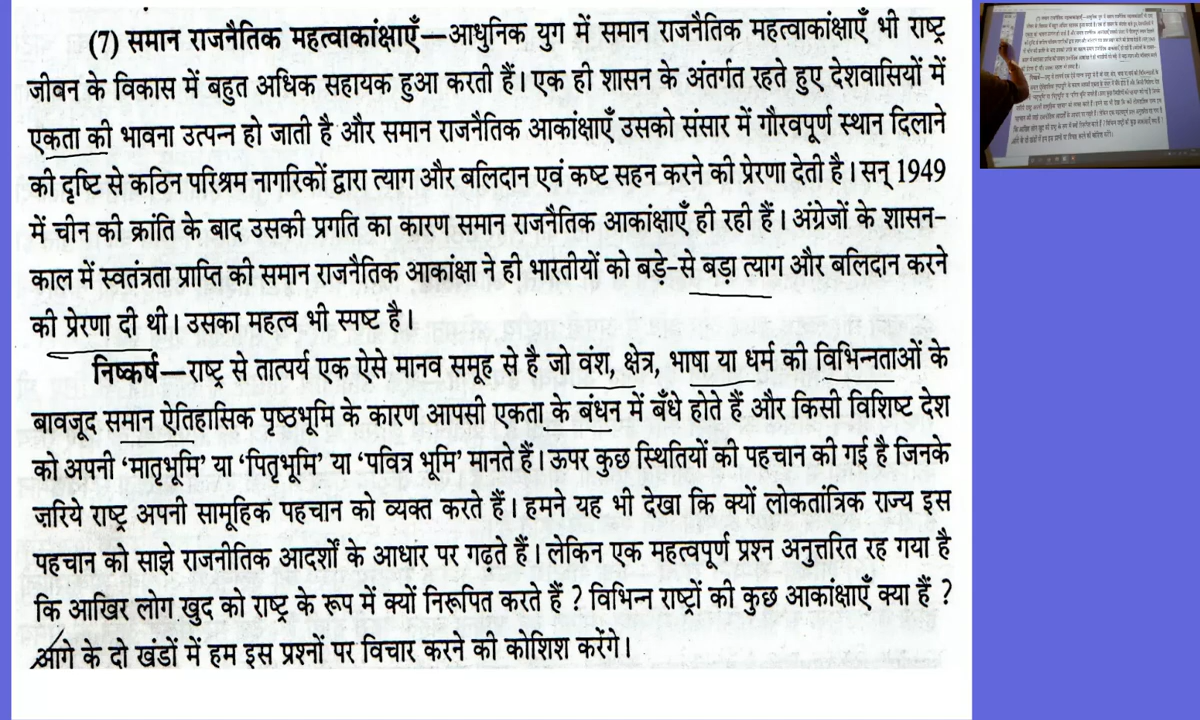 (7) समान राजनैतिक महत्वाकांक्षाएँ—आधुनिक युग में समान राजनैतिक महत्वाकांक्षाएँ भी राष्ट्र
जीवन के विकास में बहुत अधिक सहायक हुआ करती हैं। एक ही शासन के अंतर्गत रहते हुए देशवासियों में
एकता की भावना उत्पन्न हो जाती है और समान राजनैतिक आकांक्षाएँ उसको संसार में गौरवपूर्ण स्थान दिलाने
की दृष्टि से कठिन परिश्रम नागरिकों द्वारा त्याग और बलिदान एवं कष्ट सहन करने की प्रेरणा देती है। सन् 1949
में चीन की क्रांति के बाद उसकी प्रगति का कारण समान राजनैतिक आकांक्षाएँ ही रही हैं। अंग्रेजों के शासन-
काल में स्वतंत्रता प्राप्ति की समान राजनैतिक आकांक्षा ने ही भारतीयों को बड़े-से बड़ा त्याग और बलिदान करने
की प्रेरणा दी थी। उसका महत्व भी स्पष्ट है।
निष्कर्ष—राष्ट्र से तात्पर्य एक ऐसे मानव समूह से है जो वंश, क्षेत्र, भाषा या धर्म की विभिन्नताओं के
बावजूद समान ऐतिहासिक पृष्ठभूमि के कारण आपसी एकता के बंधन में बँधे होते हैं और किसी विशिष्ट देश
को अपनी ‘मातृभूमि’ या ‘पितृभूमि’ या ‘पवित्र भूमि’ मानते हैं। ऊपर कुछ स्थितियों की पहचान की गई है जिनके
जरिये राष्ट्र अपनी सामूहिक पहचान को व्यक्त करते हैं। हमने यह भी देखा कि क्यों लोकतांत्रिक राज्य इस
पहचान को साझे राजनीतिक आदर्शों के आधार पर गढ़ते हैं। लेकिन एक महत्वपूर्ण प्रश्न अनुत्तरित रह गया है
कि आखिर लोग खुद को राष्ट्र के रूप में क्यों निरूपित करते हैं ? विभिन्न राष्ट्रों की कुछ आकांक्षाएँ क्या हैं ?
आगे के दो खंडों में हम इस प्रश्नों पर विचार करने की कोशिश करेंगे।